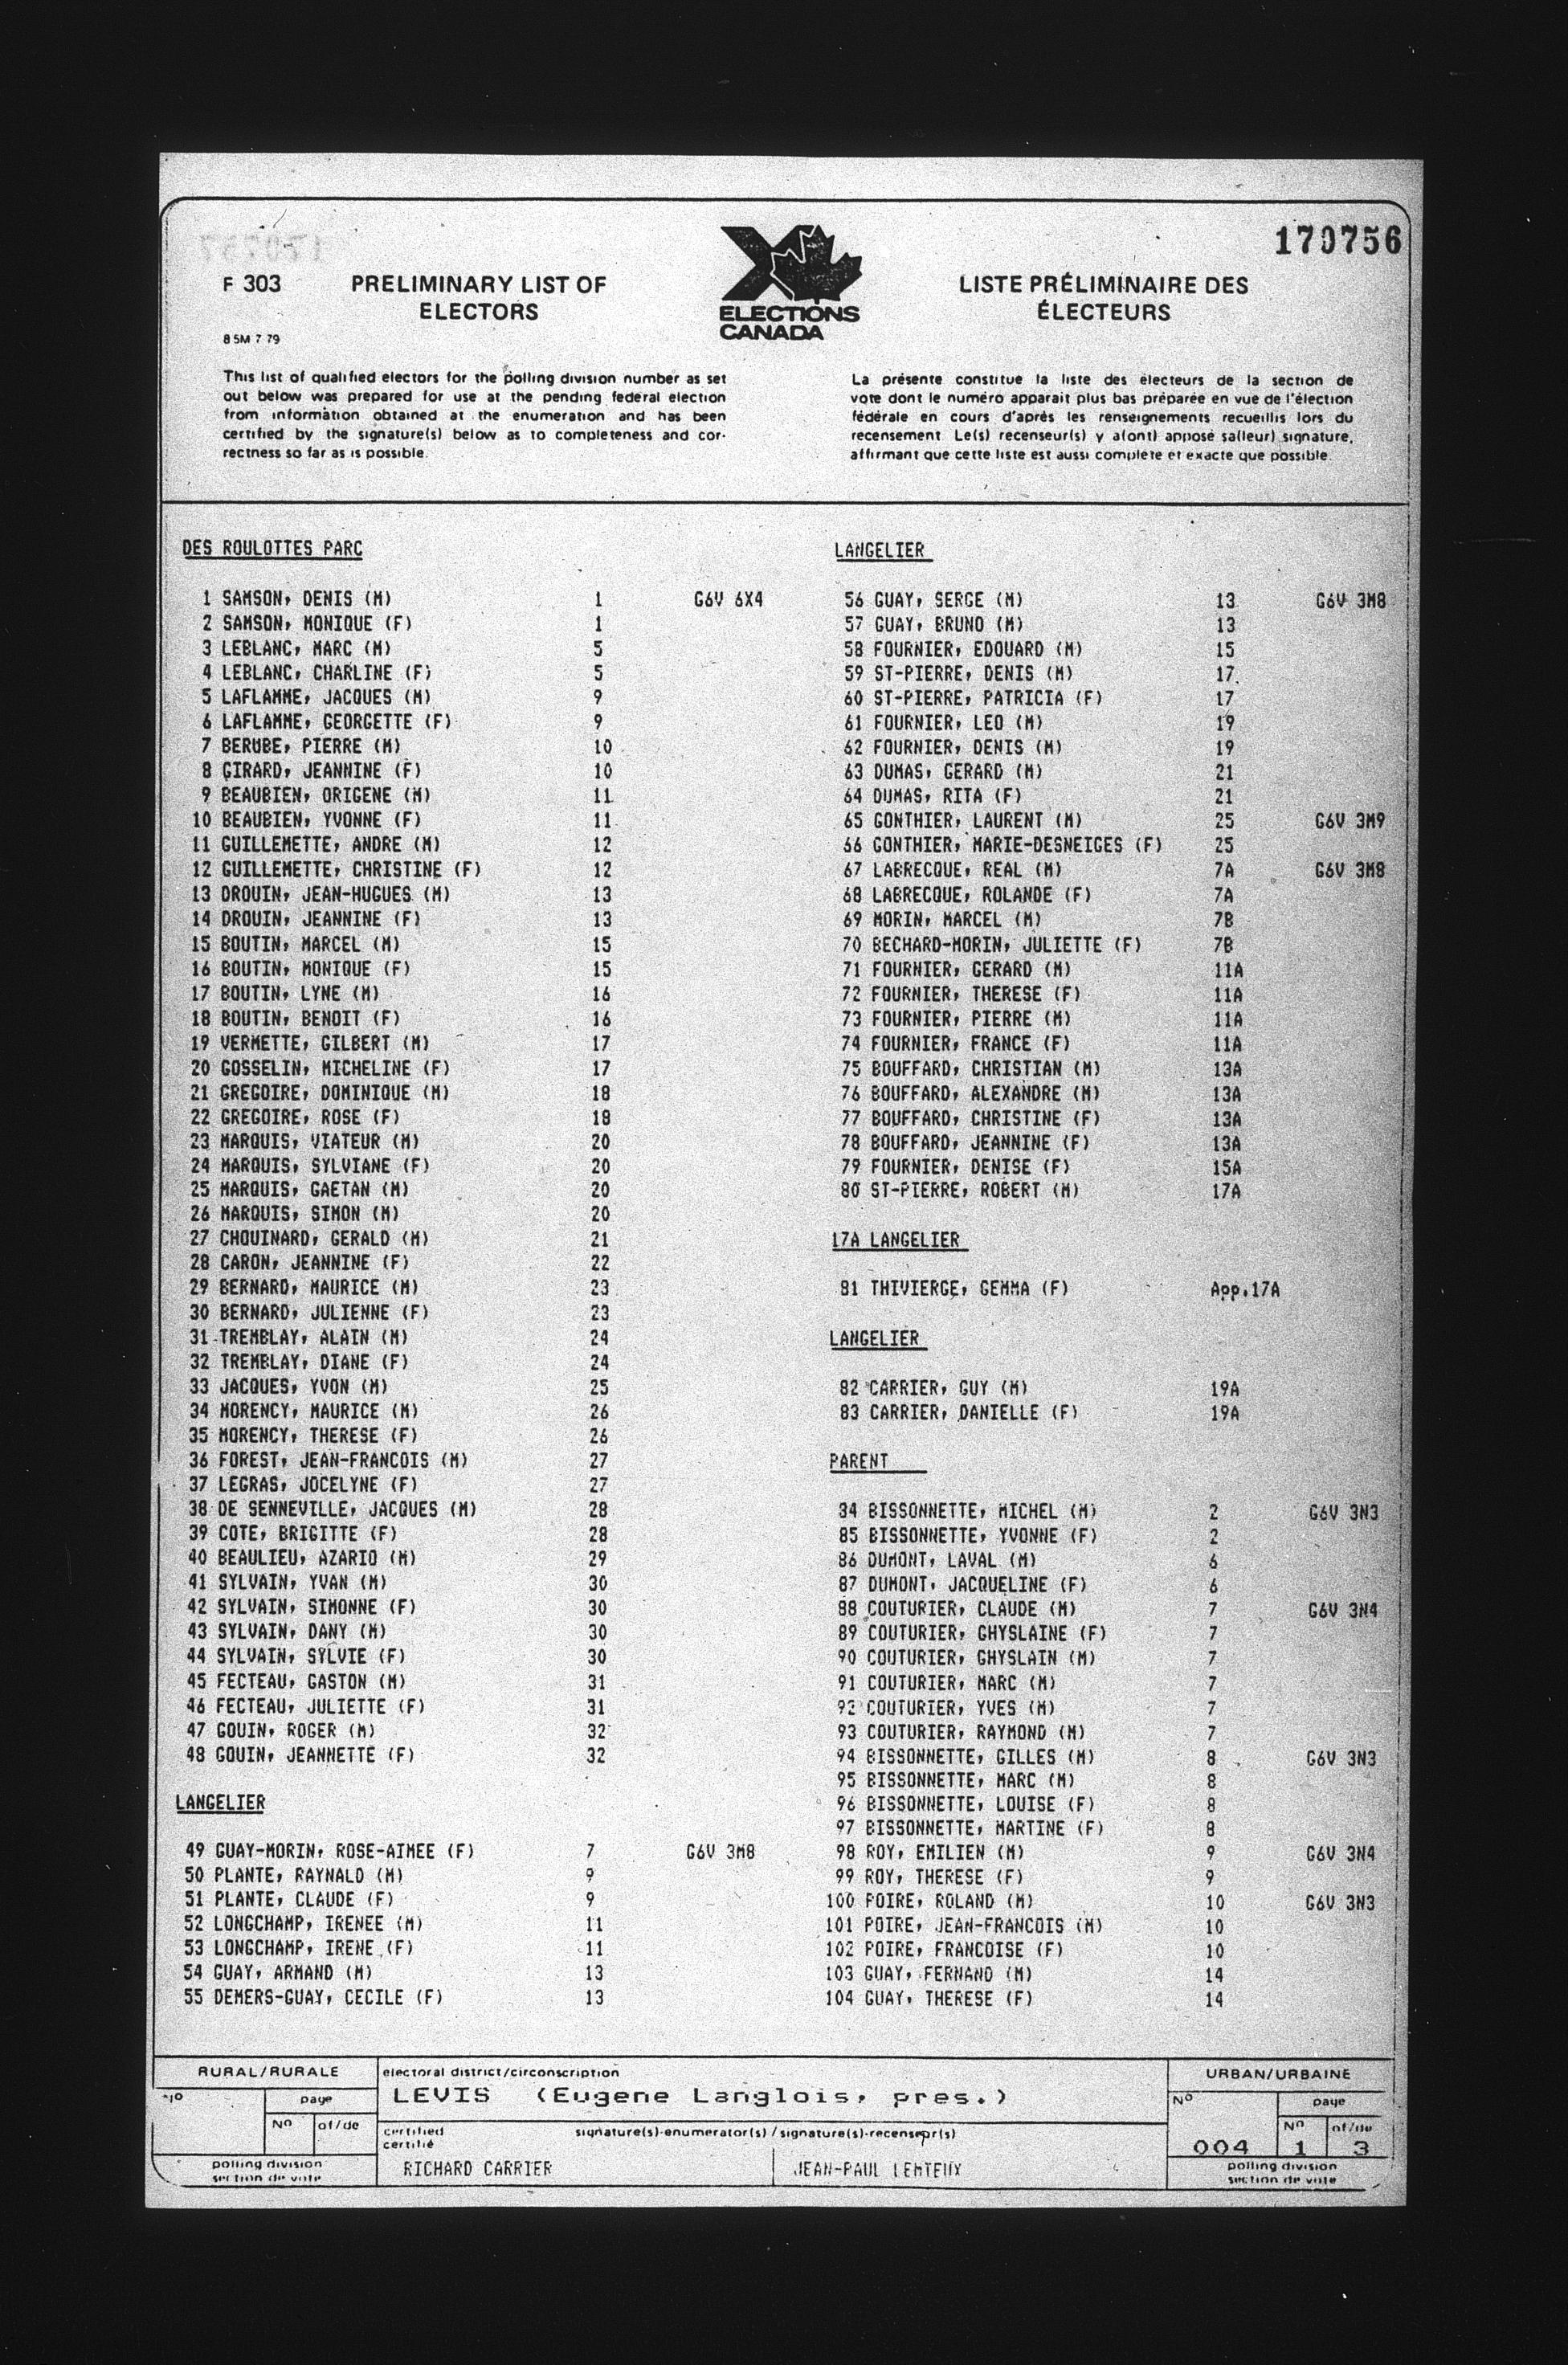 170756
F 303
PRELIMINARY LIST OF
ELECTORS
8 5M 7 79
ELECTIONS
CANADA
LISTE PRÉLIMINAIRE DES
ÉLECTEURS
This list of qualified electors for the polling division number as set
out below was prepared for use at the pending federal election
from information obtained at the enumeration and has been
certified by the signature(s) below as to completeness and cor-
rectness so far as is possible.
La présente constitue la liste des électeurs de la section de
vote dont le numéro apparait plus bas préparée en vue de l'élection
fédérale en cours d'après les renseignements recueillis lors du
recensement Le(s) recenseur(s) y a(ont) apposé sa(leur) signature,
affirmant que cette liste est aussi complète et exacte que possible.
DES ROULOTTES PARC
1 SAMSON, DENIS (M) 1 G6V 6X4
2 SAMSON, MONIQUE (F) 1
3 LEBLANC, MARC (M) 5
4 LEBLANC, CHARLINE (F) 5
5 LAFLAMME, JACQUES (M) 9
6 LAFLAMME, GEORGETTE (F) 9
7 BERUBE, PIERRE (M) 10
8 GIRARD, JEANNINE (F) 10
9 BEAUBIEN, ORIGENE (M) 11
10 BEAUBIEN, YVONNE (F) 11
11 GUILLEMETTE, ANDRE (M) 12
12 GUILLEMETTE, CHRISTINE (F) 12
13 DROUIN, JEAN-HUGUES (M) 13
14 DROUIN, JEANNINE (F) 13
15 BOUTIN, MARCEL (M) 15
16 BOUTIN, MONIQUE (F) 15
17 BOUTIN, LYNE (M) 16
18 BOUTIN, BENOIT (F) 16
19 VERMETTE, GILBERT (M) 17
20 GOSSELIN, MICHELINE (F) 17
21 GREGOIRE, DOMINIQUE (M) 18
22 GREGOIRE, ROSE (F) 18
23 MARQUIS, VIATEUR (M) 20
24 MARQUIS, SYLVIANE (F) 20
25 MARQUIS, GAETAN (M) 20
26 MARQUIS, SIMON (M) 20
27 CHOUINARD, GERALD (M) 21
28 CARON, JEANNINE (F) 22
29 BERNARD, MAURICE (M) 23
30 BERNARD, JULIENNE (F) 23
31 TREMBLAY, ALAIN (M) 24
32 TREMBLAY, DIANE (F) 24
33 JACQUES, YVON (M) 25
34 MORENCY, MAURICE (M) 26
35 MORENCY, THERESE (F) 26
36 FOREST, JEAN-FRANCOIS (M) 27
37 LEGRAS, JOCELYNE (F) 27
38 DE SENNEVILLE, JACQUES (M) 28
39 COTE, BRIGITTE (F) 28
40 BEAULIEU, AZARIO (M) 29
41 SYLVAIN, YVAN (M) 30
42 SYLVAIN, SIMONNE (F) 30
43 SYLVAIN, DANY (M) 30
44 SYLVAIN, SYLVIE (F) 30
45 FECTEAU, GASTON (M) 31
46 FECTEAU, JULIETTE (F) 31
47 GOUIN, ROGER (M) 32
48 GOUIN, JEANNETTE (F) 32
LANGELIER
49 GUAY-MORIN, ROSE-AIMEE (F) 7 G6V 3M8
50 PLANTE, RAYNALD (M) 9
51 PLANTE, CLAUDE (F) 9
52 LONGCHAMP, IRENEE (M) 11
53 LONGCHAMP, IRENE (F) 11
54 GUAY, ARMAND (M) 13
55 DEMERS-GUAY, CECILE (F) 13
LANGELIER
56 GUAY, SERGE (M) 13 G6V 3M8
57 GUAY, BRUNO (M) 13
58 FOURNIER, EDOUARD (M) 15
59 ST-PIERRE, DENIS (M) 17
60 ST-PIERRE, PATRICIA (F) 17
61 FOURNIER, LEO (M) 19
62 FOURNIER, DENIS (M) 19
63 DUMAS, GERARD (M) 21
64 DUMAS, RITA (F) 21
65 GONTHIER, LAURENT (M) 25 G6V 3M9
66 GONTHIER, MARIE-DESNEIGES (F) 25
67 LABRECQUE, REAL (M) 7A G6V 3M8
68 LABRECQUE, ROLANDE (F) 7A
69 MORIN, MARCEL (M) 7B
70 BECHARD-MORIN, JULIETTE (F) 7B
71 FOURNIER, GERARD (M) 11A
72 FOURNIER, THERESE (F) 11A
73 FOURNIER, PIERRE (M) 11A
74 FOURNIER, FRANCE (F) 11A
75 BOUFFARD, CHRISTIAN (M) 13A
76 BOUFFARD, ALEXANDRE (M) 13A
77 BOUFFARD, CHRISTINE (F) 13A
78 BOUFFARD, JEANNINE (F) 13A
79 FOURNIER, DENISE (F) 15A
80 ST-PIERRE, ROBERT (M) 17A
17A LANGELIER
81 THIVIERGE, GEMMA (F) App.17A
LANGELIER
82 CARRIER, GUY (M) 19A
83 CARRIER, DANIELLE (F) 19A
PARENT
84 BISSONNETTE, MICHEL (M) 2 G6V 3N3
85 BISSONNETTE, YVONNE (F) 2
86 DUMONT, LAVAL (M) 6
87 DUMONT, JACQUELINE (F) 6
88 COUTURIER, CLAUDE (M) 7 G6V 3N4
89 COUTURIER, GHYSLAINE (F) 7
90 COUTURIER, GHYSLAIN (M) 7
91 COUTURIER, MARC (M) 7
92 COUTURIER, YVES (M) 7
93 COUTURIER, RAYMOND (M) 7
94 BISSONNETTE, GILLES (M) 8 G6V 3N3
95 BISSONNETTE, MARC (M) 8
96 BISSONNETTE, LOUISE (F) 8
97 BISSONNETTE, MARTINE (F) 8
98 ROY, EMILIEN (M) 9 G6V 3N4
99 ROY, THERESE (F) 9
100 POIRE, ROLAND (M) 10 G6V 3N3
101 POIRE, JEAN-FRANCOIS (M) 10
102 POIRE, FRANCOISE (F) 10
103 GUAY, FERNAND (M) 14
104 GUAY, THERESE (F) 14
RURAL/RURALE
No page
No of/de
polling division
section de vote
electoral district/circonscription
LEVIS (Eugene Langlois, pres.)
certified
certifié
signature(s)-enumerator(s) / signature(s)-recenseur(s)
RICHARD CARRIER JEAN-PAUL LEMIEUX
URBAN/URBAINE
No page
No of/de
004 1 3
polling division
section de vote